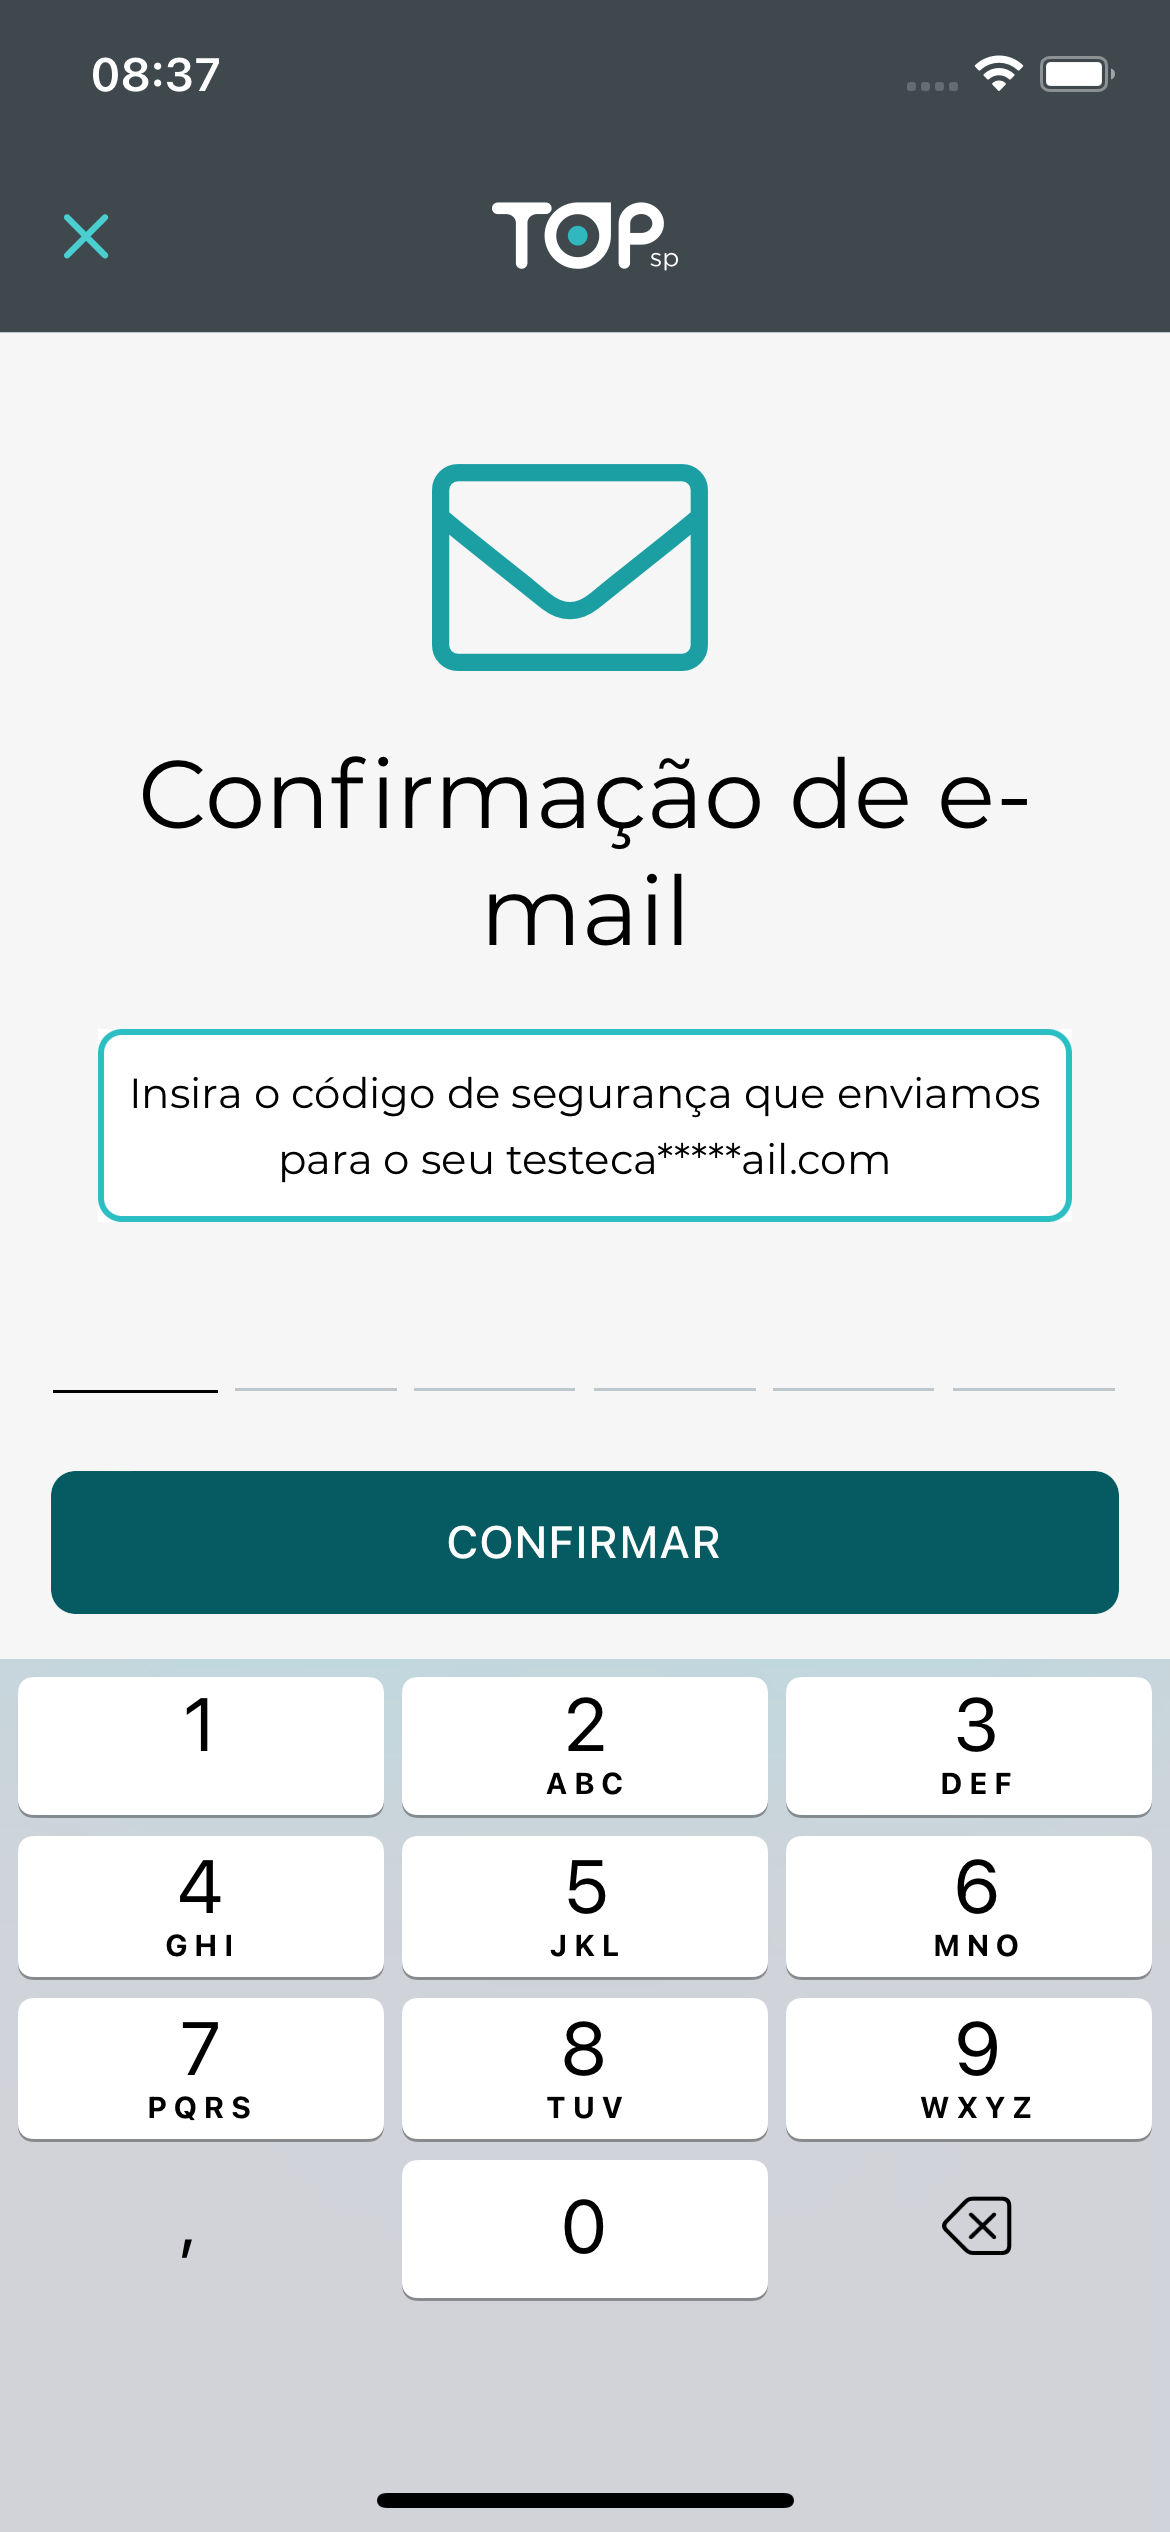 08:37
TOP sp
Confirmação de e-
mail
Insira o código de segurança que enviamos
para o seu testeca*****ail.com
CONFIRMAR
1
2
ABC
3
DEF
4
GHI
5
JKL
6
MNO
7
PQRS
8
TUV
9
WXYZ
,
0